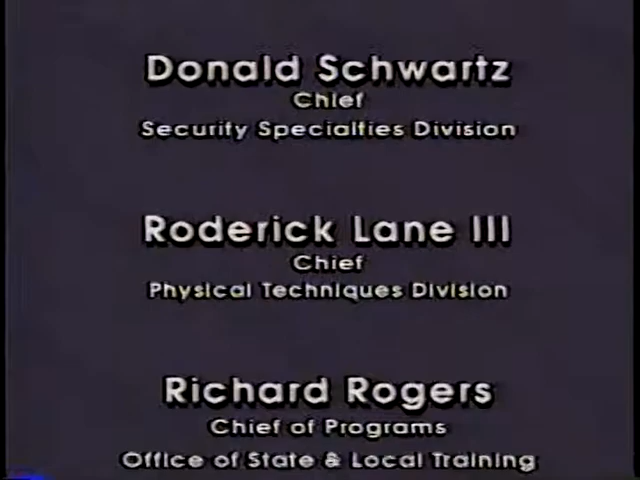 Donald Schwartz
Chief
Security Specialties Division
Roderick Lane III
Chief
Physical Techniques Division
Richard Rogers
Chief of Programs
Office of State & Local Training